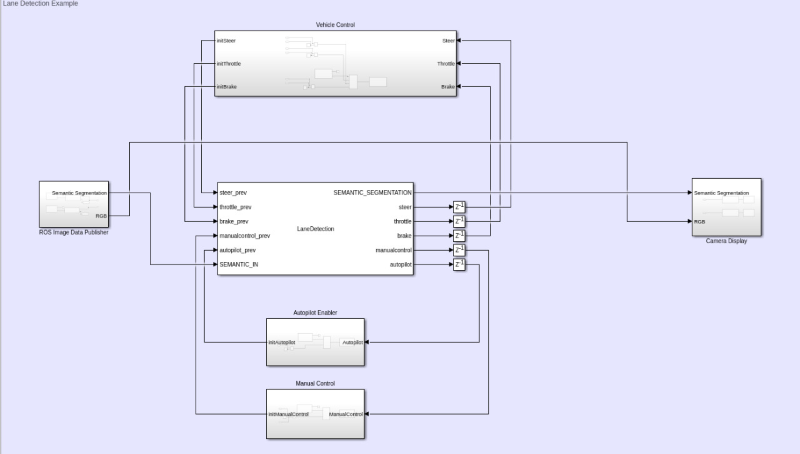 Lane Detection Example
Vehicle Control
initSteer
Steer
initThrottle
Throttle
initBrake
Brake
Semantic Segmentation
RGB
ROS Image Data Publisher
steer_prev
throttle_prev
brake_prev
manualcontrol_prev
autopilot_prev
SEMANTIC_IN
LaneDetection
SEMANTIC_SEGMENTATION
steer
throttle
brake
manualcontrol
autopilot
Z-1
Z-1
Z-1
Z-1
Z-1
Semantic Segmentation
RGB
Camera Display
Autopilot Enabler
initAutopilot
Autopilot
Manual Control
initManualControl
ManualControl